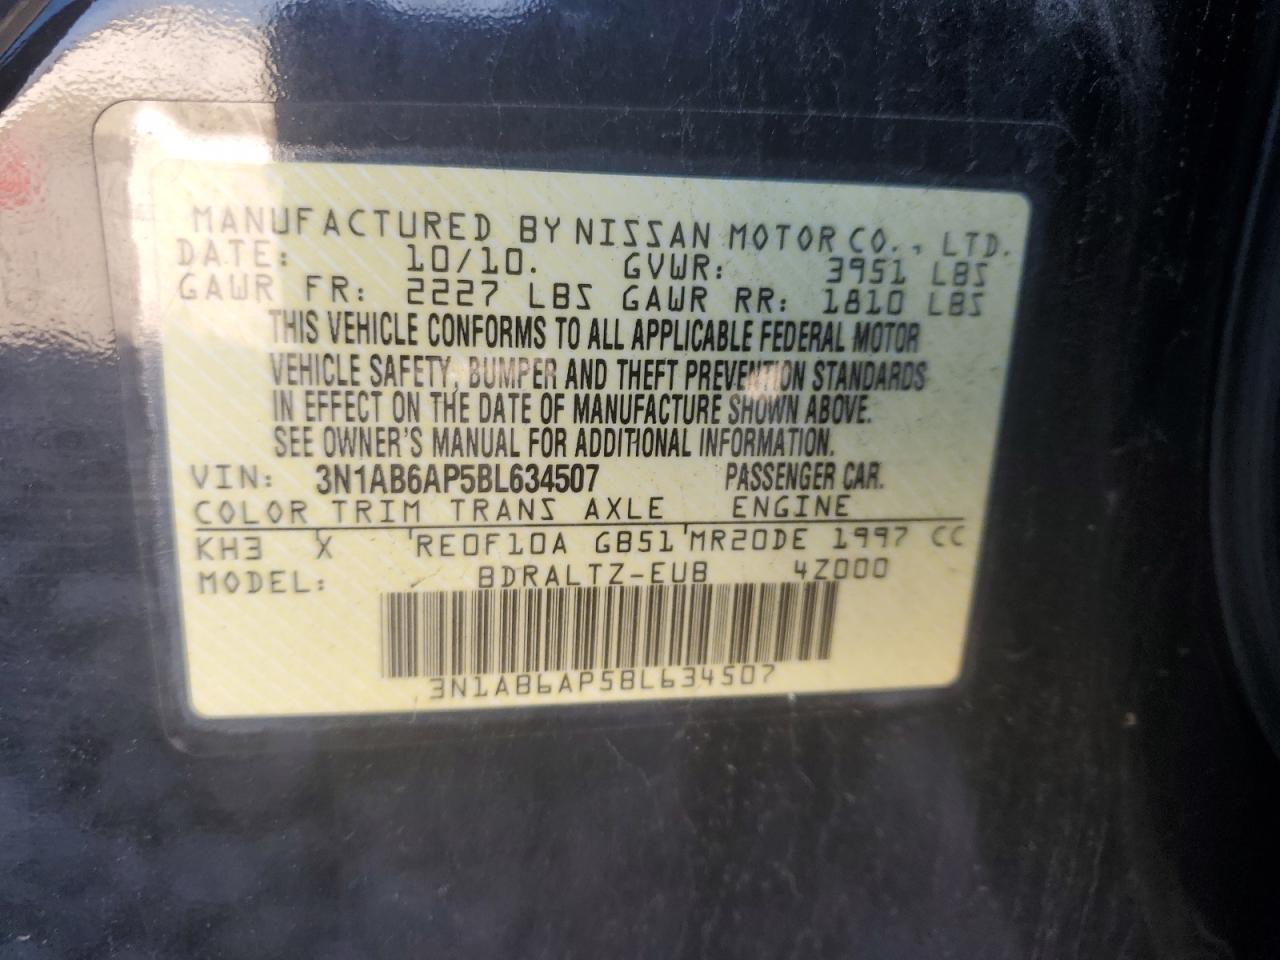 MANUFACTURED BY NISSAN MOTOR CO., LTD.
DATE: 10/10. GVWR: 3951 LBS
GAWR FR: 2227 LBS GAWR RR: 1810 LBS
THIS VEHICLE CONFORMS TO ALL APPLICABLE FEDERAL MOTOR
VEHICLE SAFETY, BUMPER AND THEFT PREVENTION STANDARDS
IN EFFECT ON THE DATE OF MANUFACTURE SHOWN ABOVE.
SEE OWNER'S MANUAL FOR ADDITIONAL INFORMATION.
VIN: 3N1AB6AP5BL634507 PASSENGER CAR.
COLOR TRIM TRANS AXLE ENGINE
KH3 X RE0F10A GB51 MR20DE 1997 CC
MODEL: BDRALTZ-EUB 4Z000
3N1AB6AP5BL634507